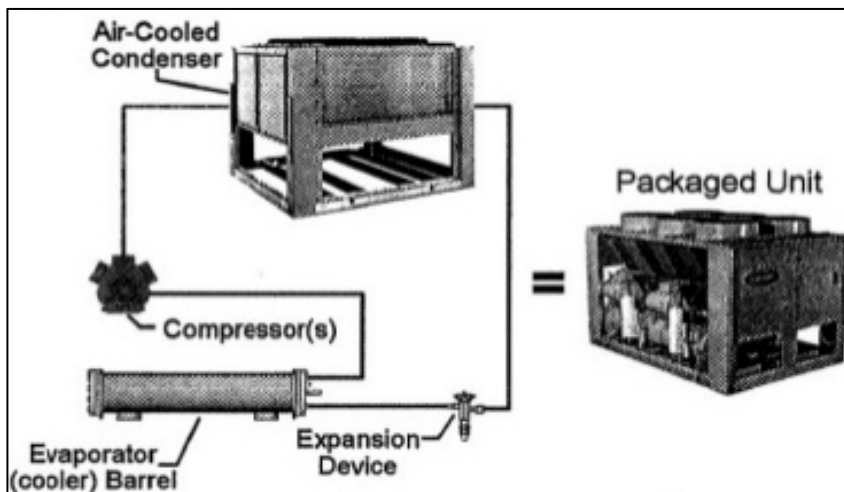 Air-Cooled
Condenser
Packaged Unit
=
Compressor(s)
Expansion
Device
Evaporator
(cooler) Barrel